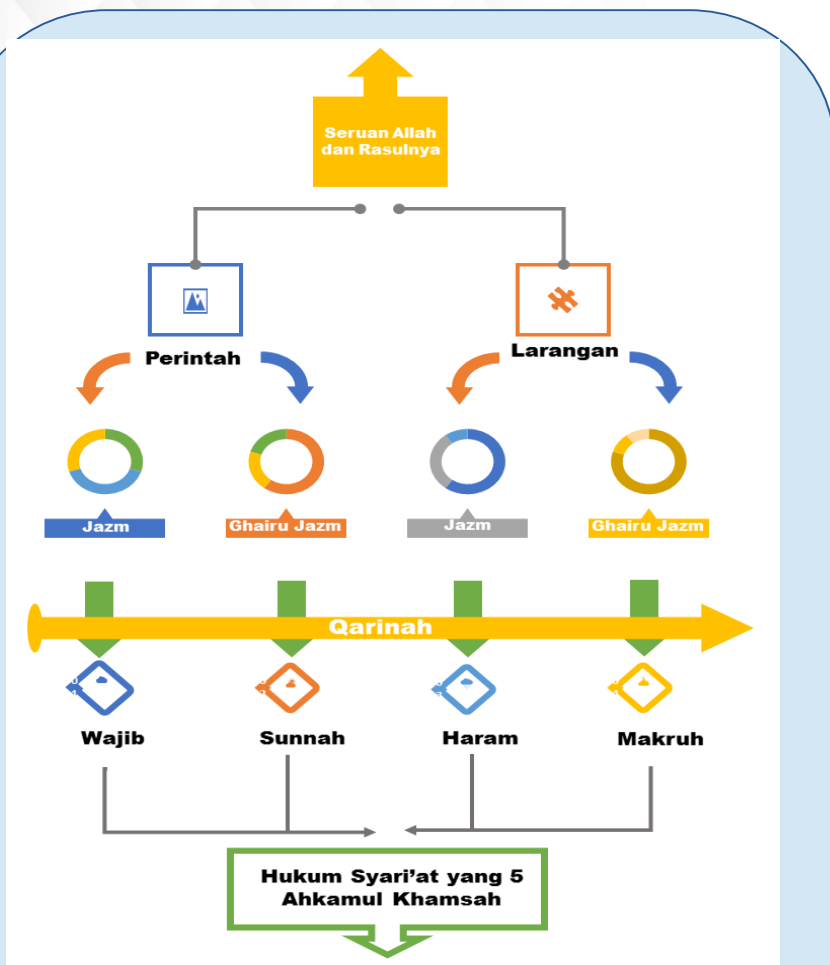 Seruan Allah
dan Rasulnya
Perintah
Larangan
Jazm
Ghairu Jazm
Jazm
Ghairu Jazm
Qarinah
Wajib
Sunnah
Haram
Makruh
Hukum Syari’at yang 5
Ahkamul Khamsah